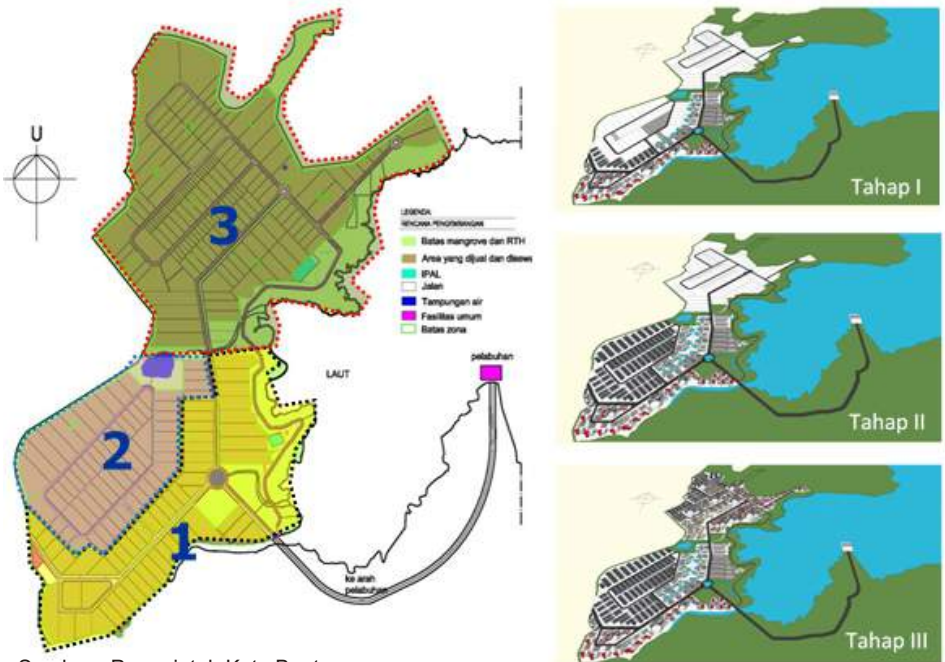 U
3
2
1
LEGENDA
RENCANA PENGEMBANGAN
Batas mangrove dan RTH
Area yang dijual dan disewa
IPAL
Jalan
Tampungan air
Fasilitas umum
Batas zona
pelabuhan
LAUT
ke arah
pelabuhan
Tahap I
Tahap II
Tahap III